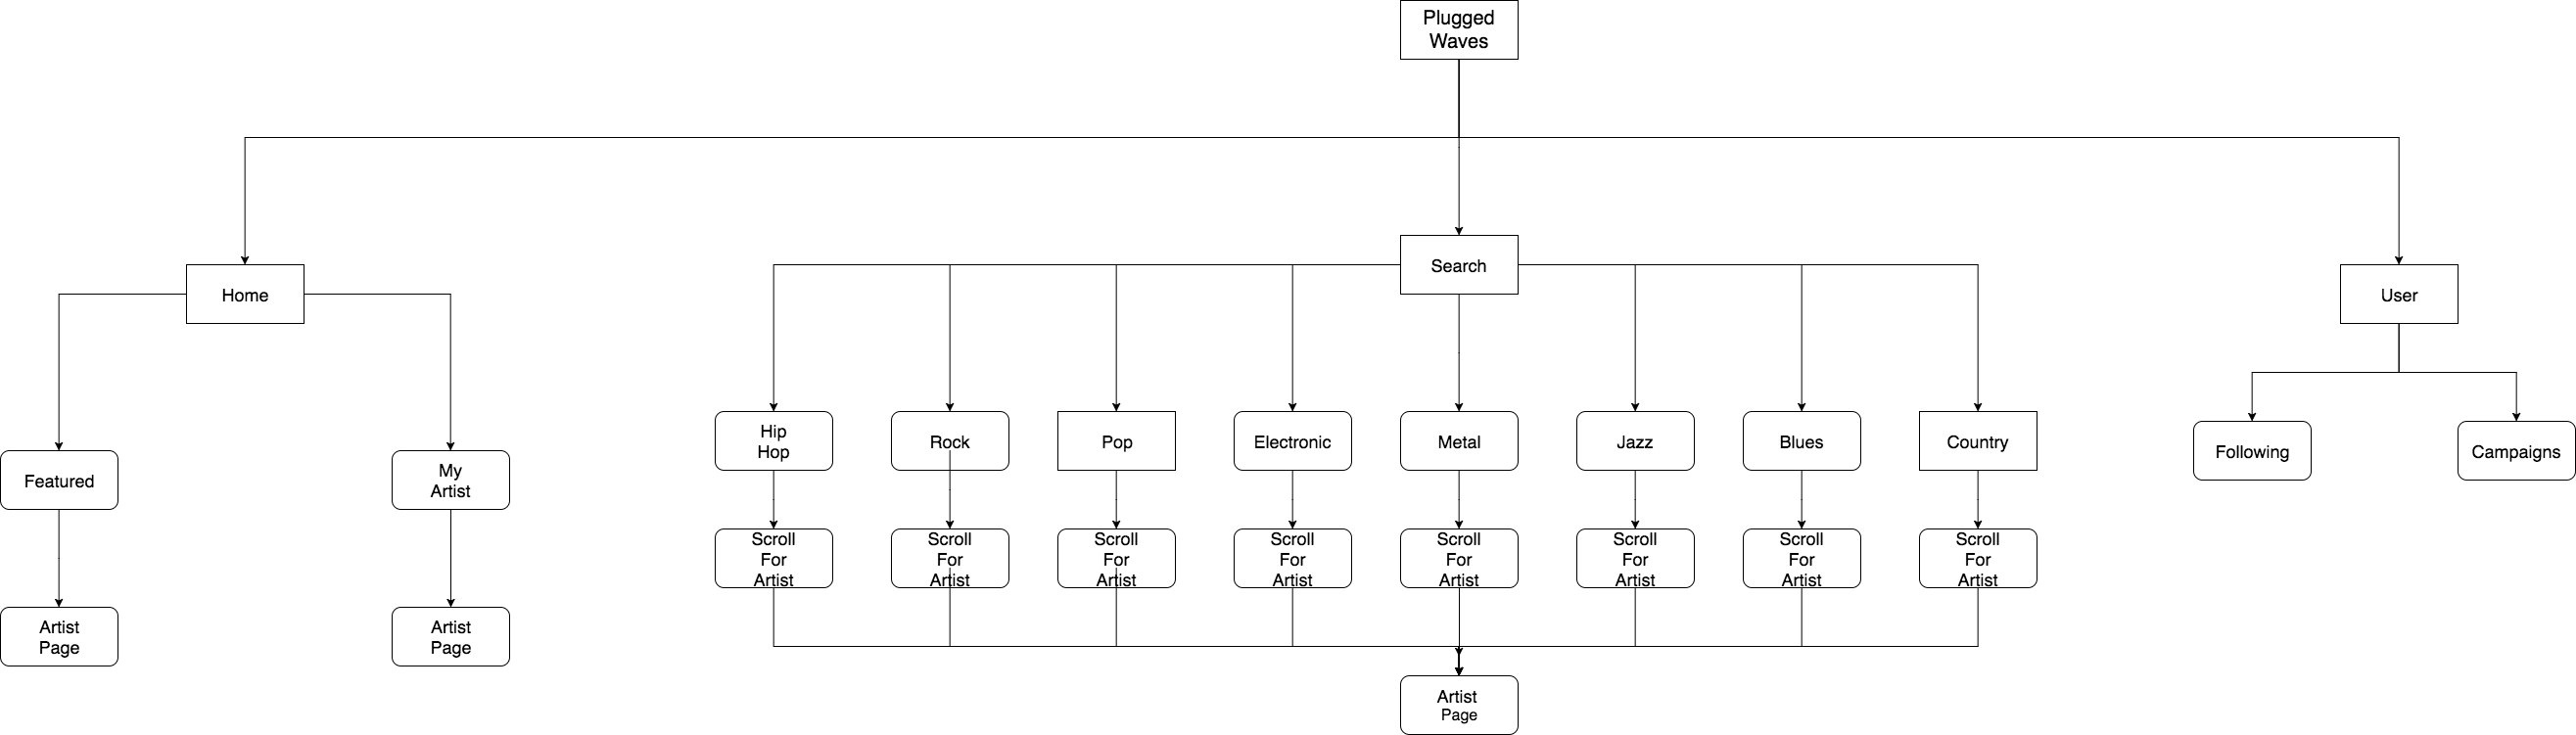 Plugged
Waves
Home
Search
User
Featured
My
Artist
Hip
Hop
Rock
Pop
Electronic
Metal
Jazz
Blues
Country
Following
Campaigns
Scroll
For
Artist
Scroll
For
Artist
Scroll
For
Artist
Scroll
For
Artist
Scroll
For
Artist
Scroll
For
Artist
Scroll
For
Artist
Scroll
For
Artist
Artist
Page
Artist
Page
Artist
Page